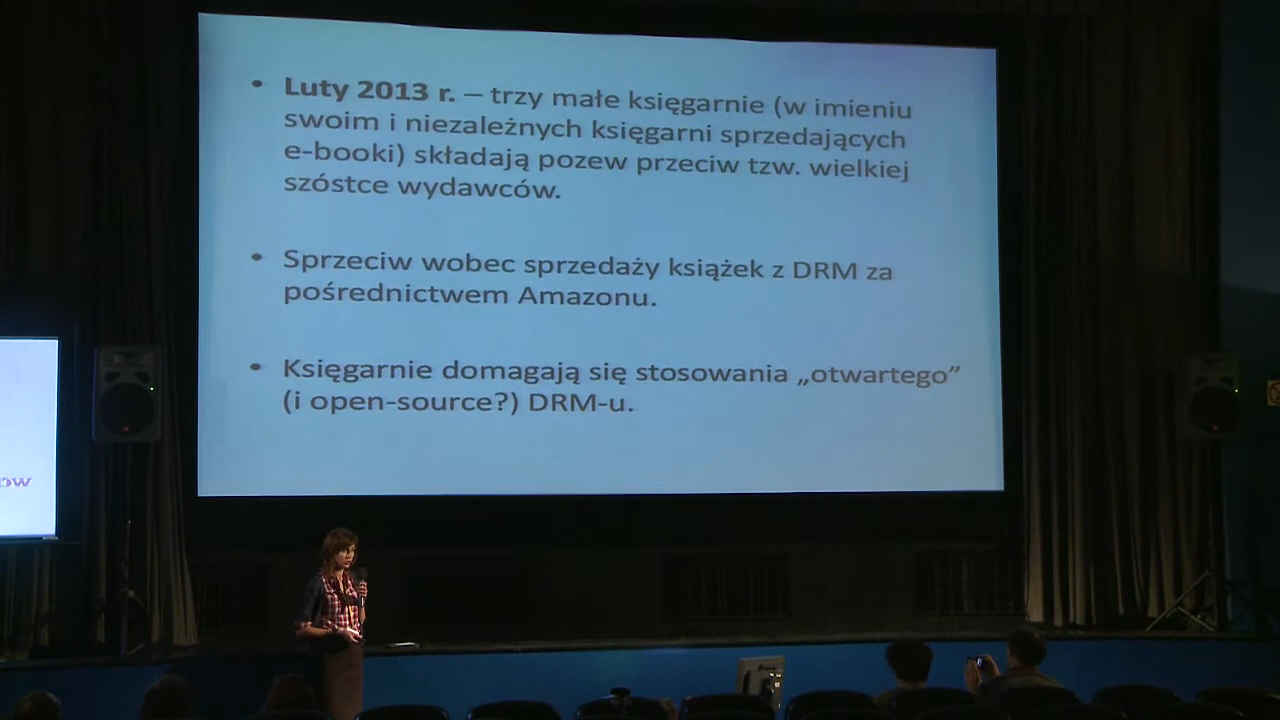 • Luty 2013 r. – trzy małe księgarnie (w imieniu
swoim i niezależnych księgarni sprzedających
e-booki) składają pozew przeciw tzw. wielkiej
szóstce wydawców.
• Sprzeciw wobec sprzedaży książek z DRM za
pośrednictwem Amazonu.
• Księgarnie domagają się stosowania „otwartego”
(i open-source?) DRM-u.